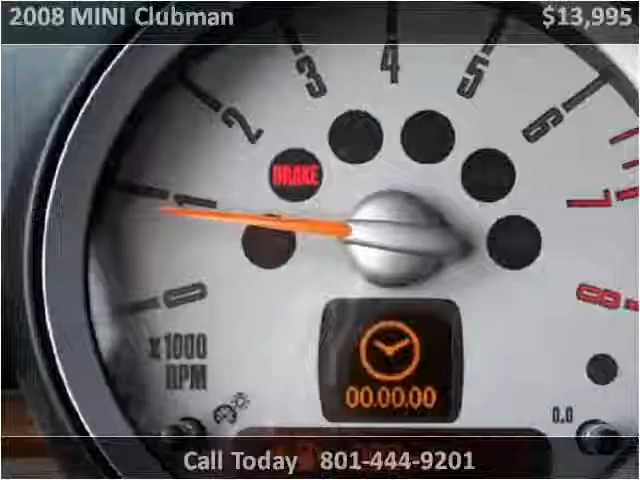 2008 MINI Clubman $13,995
0 1 2 3 4 5 6 7 8
BRAKE
x1000
RPM
00.00.00
0.0
Call Today 801-444-9201